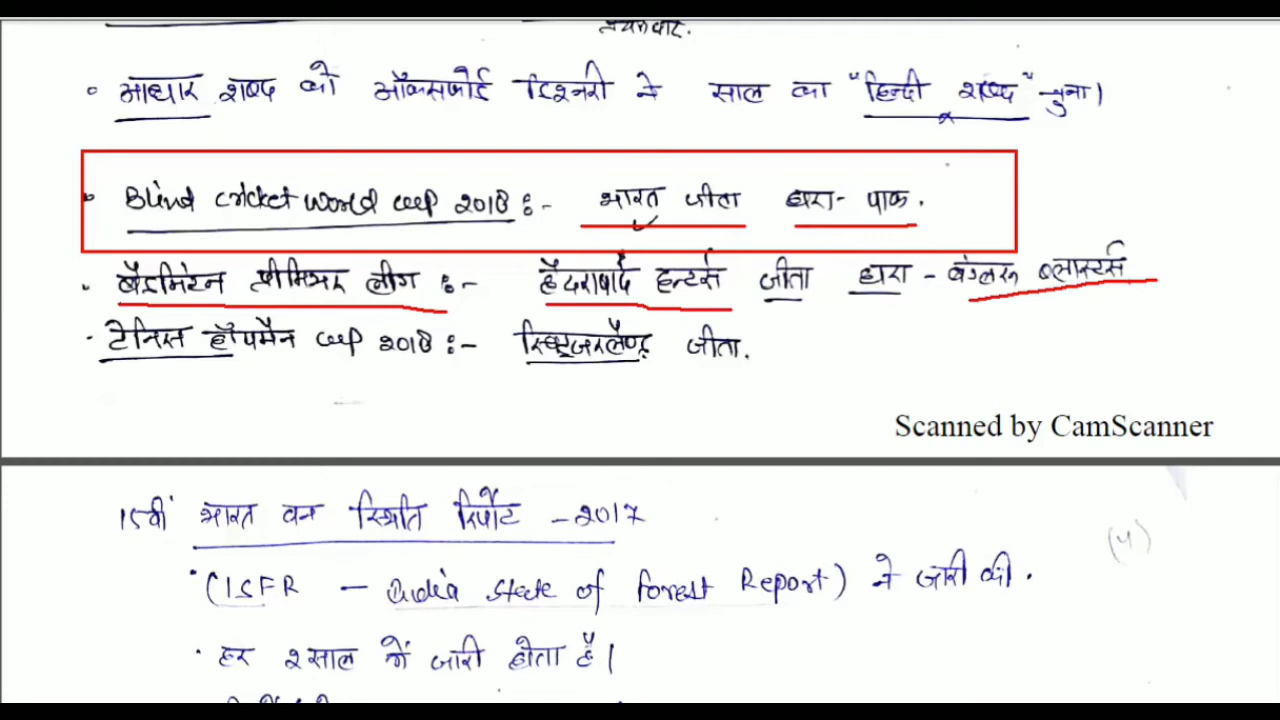 • आधार शब्द को ऑक्सफोर्ड डिक्शनरी ने साल का "हिन्दी शब्द" चुना।
• Blind cricket world cup 2018 :- भारत जीता हारा- पाक.
• बैडमिंटन प्रीमिअर लीग :- हैदराबाद हन्टर्स जीता हारा - बंगलरू ब्लास्टर्स
• टेनिस हॉपमैन cup 2018 :- स्विट्जरलैण्ड जीता.
Scanned by CamScanner
15वीं भारत वन स्थिति रिपोर्ट - 2017
(4)
• (ISFR - India State of Forest Report) ने जारी की.
• हर 2 साल में जारी होता है।